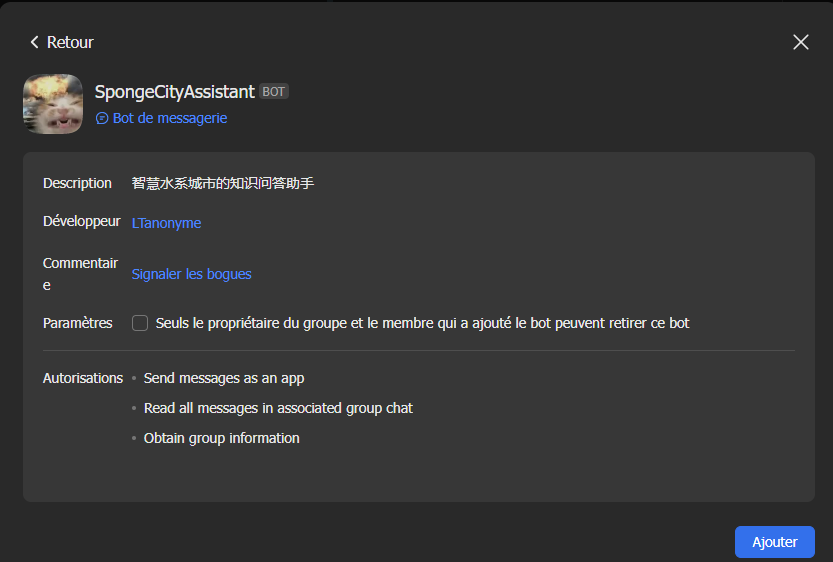 Retour
SpongeCityAssistant BOT
Bot de messagerie
Description 智慧水系城市的知识问答助手
Développeur LTanonyme
Commentair
e
Signaler les bogues
Paramètres Seuls le propriétaire du groupe et le membre qui a ajouté le bot peuvent retirer ce bot
Autorisations • Send messages as an app
• Read all messages in associated group chat
• Obtain group information
Ajouter